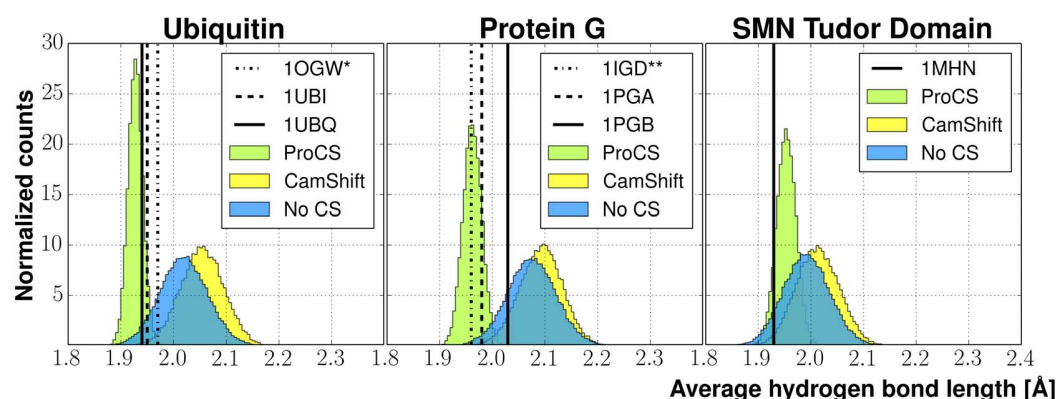 Ubiquitin
Protein G
SMN Tudor Domain
Normalized counts
30
25
20
15
10
5
1OGW*
1UBI
1UBQ
ProCS
CamShift
No CS
1IGD**
1PGA
1PGB
ProCS
CamShift
No CS
1MHN
ProCS
CamShift
No CS
1.8 1.9 2.0 2.1 2.2 2.3 1.8 1.9 2.0 2.1 2.2 2.3 1.8 1.9 2.0 2.1 2.2 2.3 2.4
Average hydrogen bond length [Å]